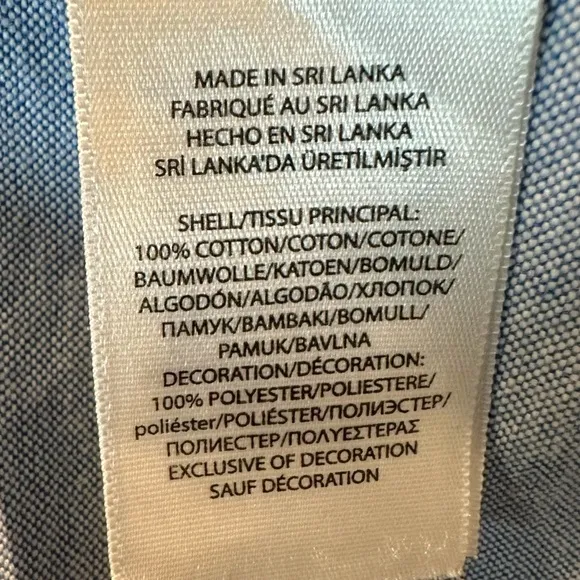 MADE IN SRI LANKA
FABRIQUÉ AU SRI LANKA
HECHO EN SRI LANKA
SRİ LANKA'DA ÜRETİLMİŞTİR
SHELL/TISSU PRINCIPAL:
100% COTTON/COTON/COTONE/
BAUMWOLLE/KATOEN/BOMULD/
ALGODÓN/ALGODÃO/ХЛОПОК/
ПАМУК/ΒΑΜΒΑΚΙ/BOMULL/
PAMUK/BAVLNA
DECORATION/DÉCORATION:
100% POLYESTER/POLIESTERE/
poliéster/POLIÉSTER/ПОЛИЭСТЕР/
ПОЛИЕСТЕР/ΠΟΛΥΕΣΤΕΡΑΣ
EXCLUSIVE OF DECORATION
SAUF DÉCORATION